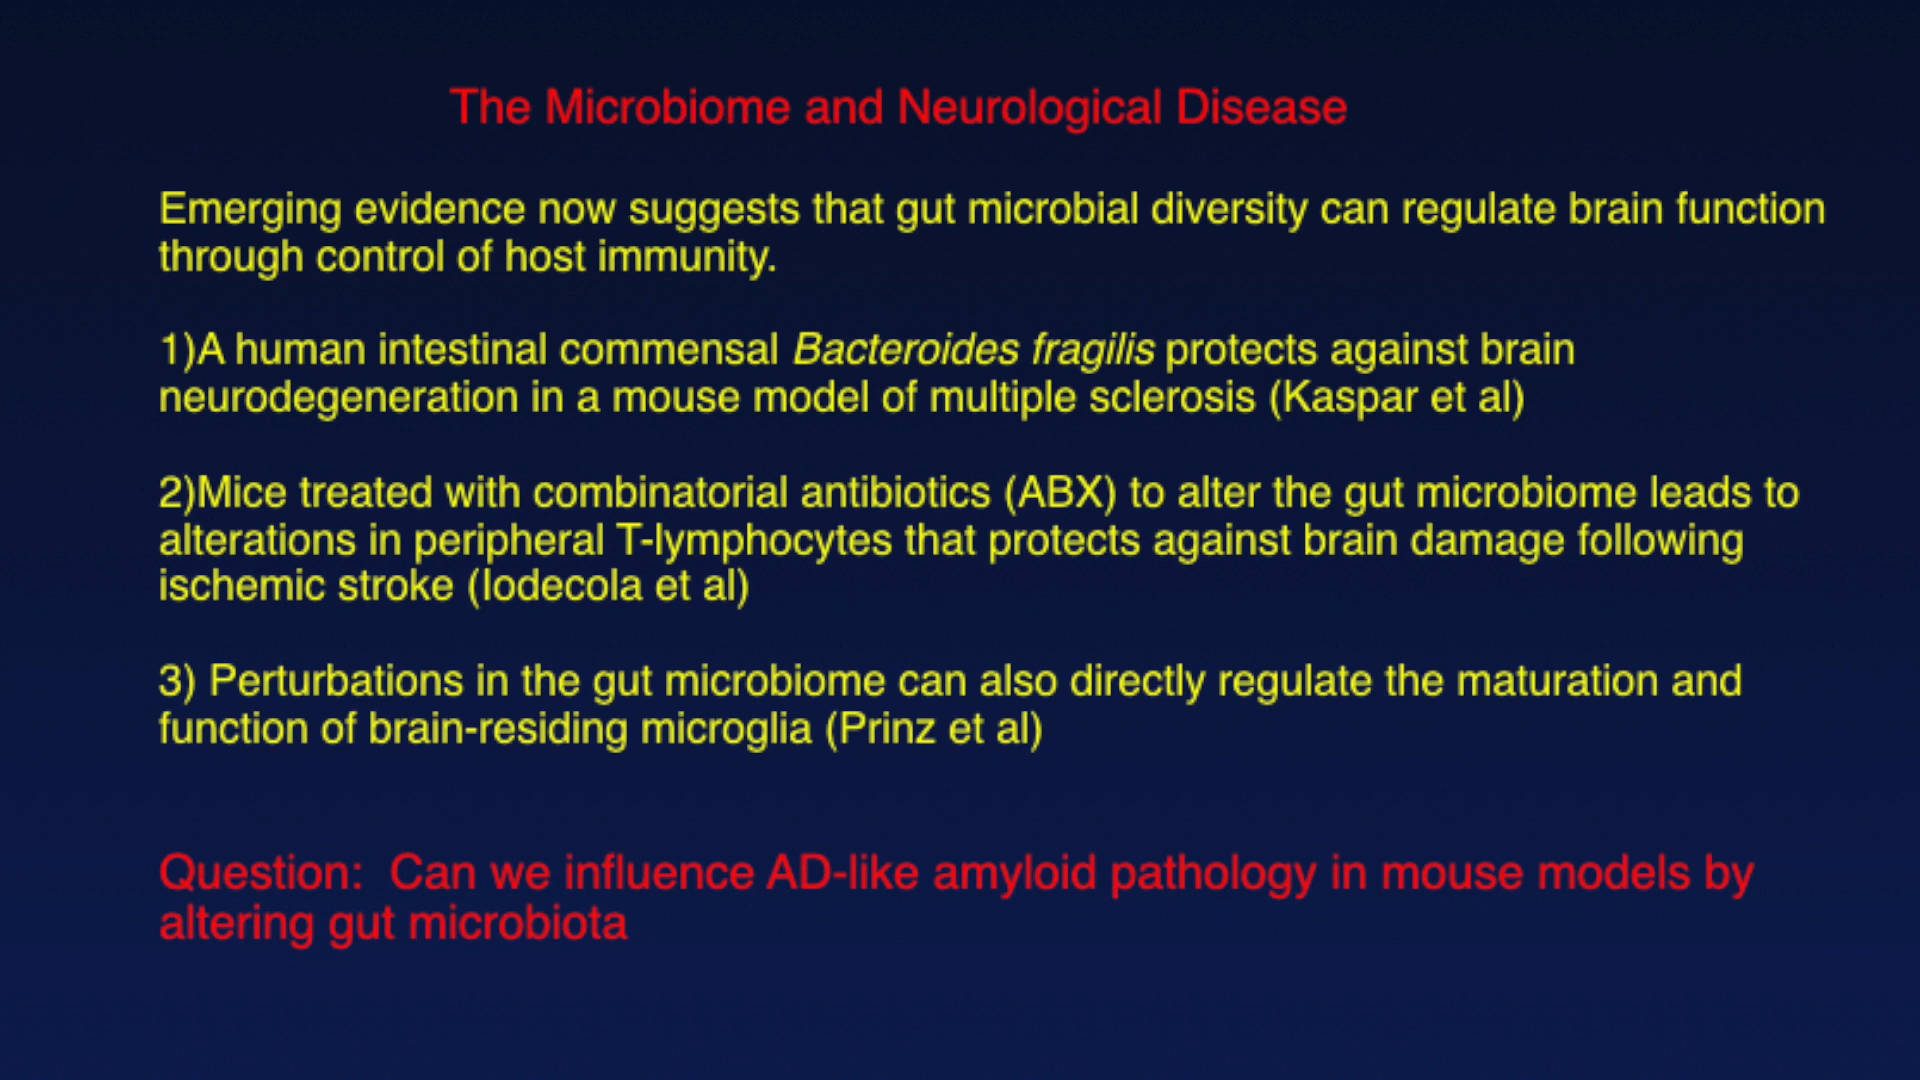 The Microbiome and Neurological Disease
Emerging evidence now suggests that gut microbial diversity can regulate brain function
through control of host immunity.
1)A human intestinal commensal Bacteroides fragilis protects against brain
neurodegeneration in a mouse model of multiple sclerosis (Kaspar et al)
2)Mice treated with combinatorial antibiotics (ABX) to alter the gut microbiome leads to
alterations in peripheral T-lymphocytes that protects against brain damage following
ischemic stroke (Iodecola et al)
3) Perturbations in the gut microbiome can also directly regulate the maturation and
function of brain-residing microglia (Prinz et al)
Question:  Can we influence AD-like amyloid pathology in mouse models by
altering gut microbiota